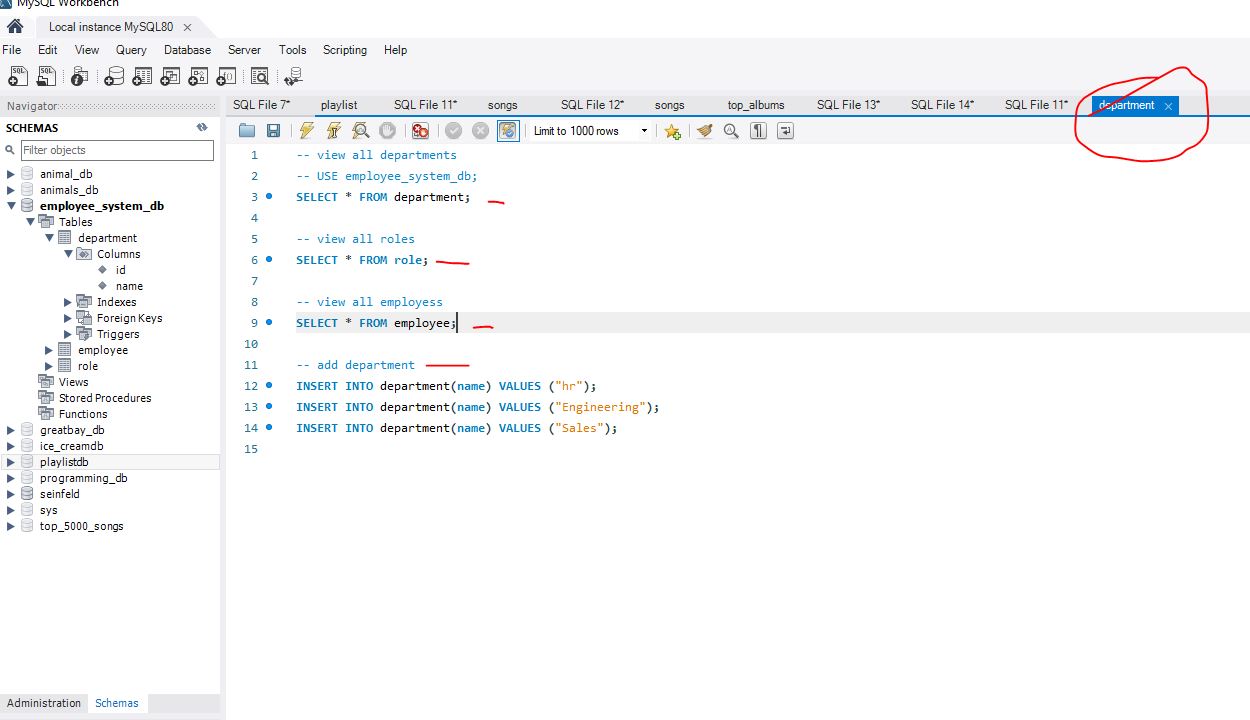 MySQL Workbench
Local instance MySQL80
File Edit View Query Database Server Tools Scripting Help
Navigator
SQL File 7* playlist SQL File 11* songs SQL File 12* songs top_albums SQL File 13* SQL File 14* SQL File 11* department
SCHEMAS
Filter objects
Limit to 1000 rows
animal_db
animals_db
employee_system_db
Tables
department
Columns
id
name
Indexes
Foreign Keys
Triggers
employee
role
Views
Stored Procedures
Functions
greatbay_db
ice_creamdb
playlistdb
programming_db
seinfeld
sys
top_5000_songs
Administration Schemas
1 -- view all departments
2 -- USE employee_system_db;
3 SELECT * FROM department;
4
5 -- view all roles
6 SELECT * FROM role;
7
8 -- view all employess
9 SELECT * FROM employee;
10
11 -- add department
12 INSERT INTO department(name) VALUES ("hr");
13 INSERT INTO department(name) VALUES ("Engineering");
14 INSERT INTO department(name) VALUES ("Sales");
15